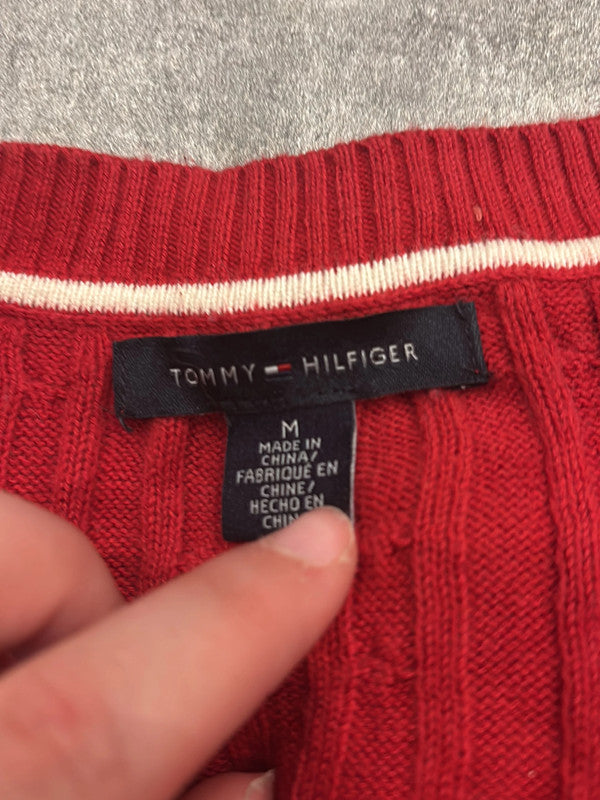 TOMMY HILFIGER
M
MADE IN
CHINA/
FABRIQUÉ EN
CHINE/
HECHO EN